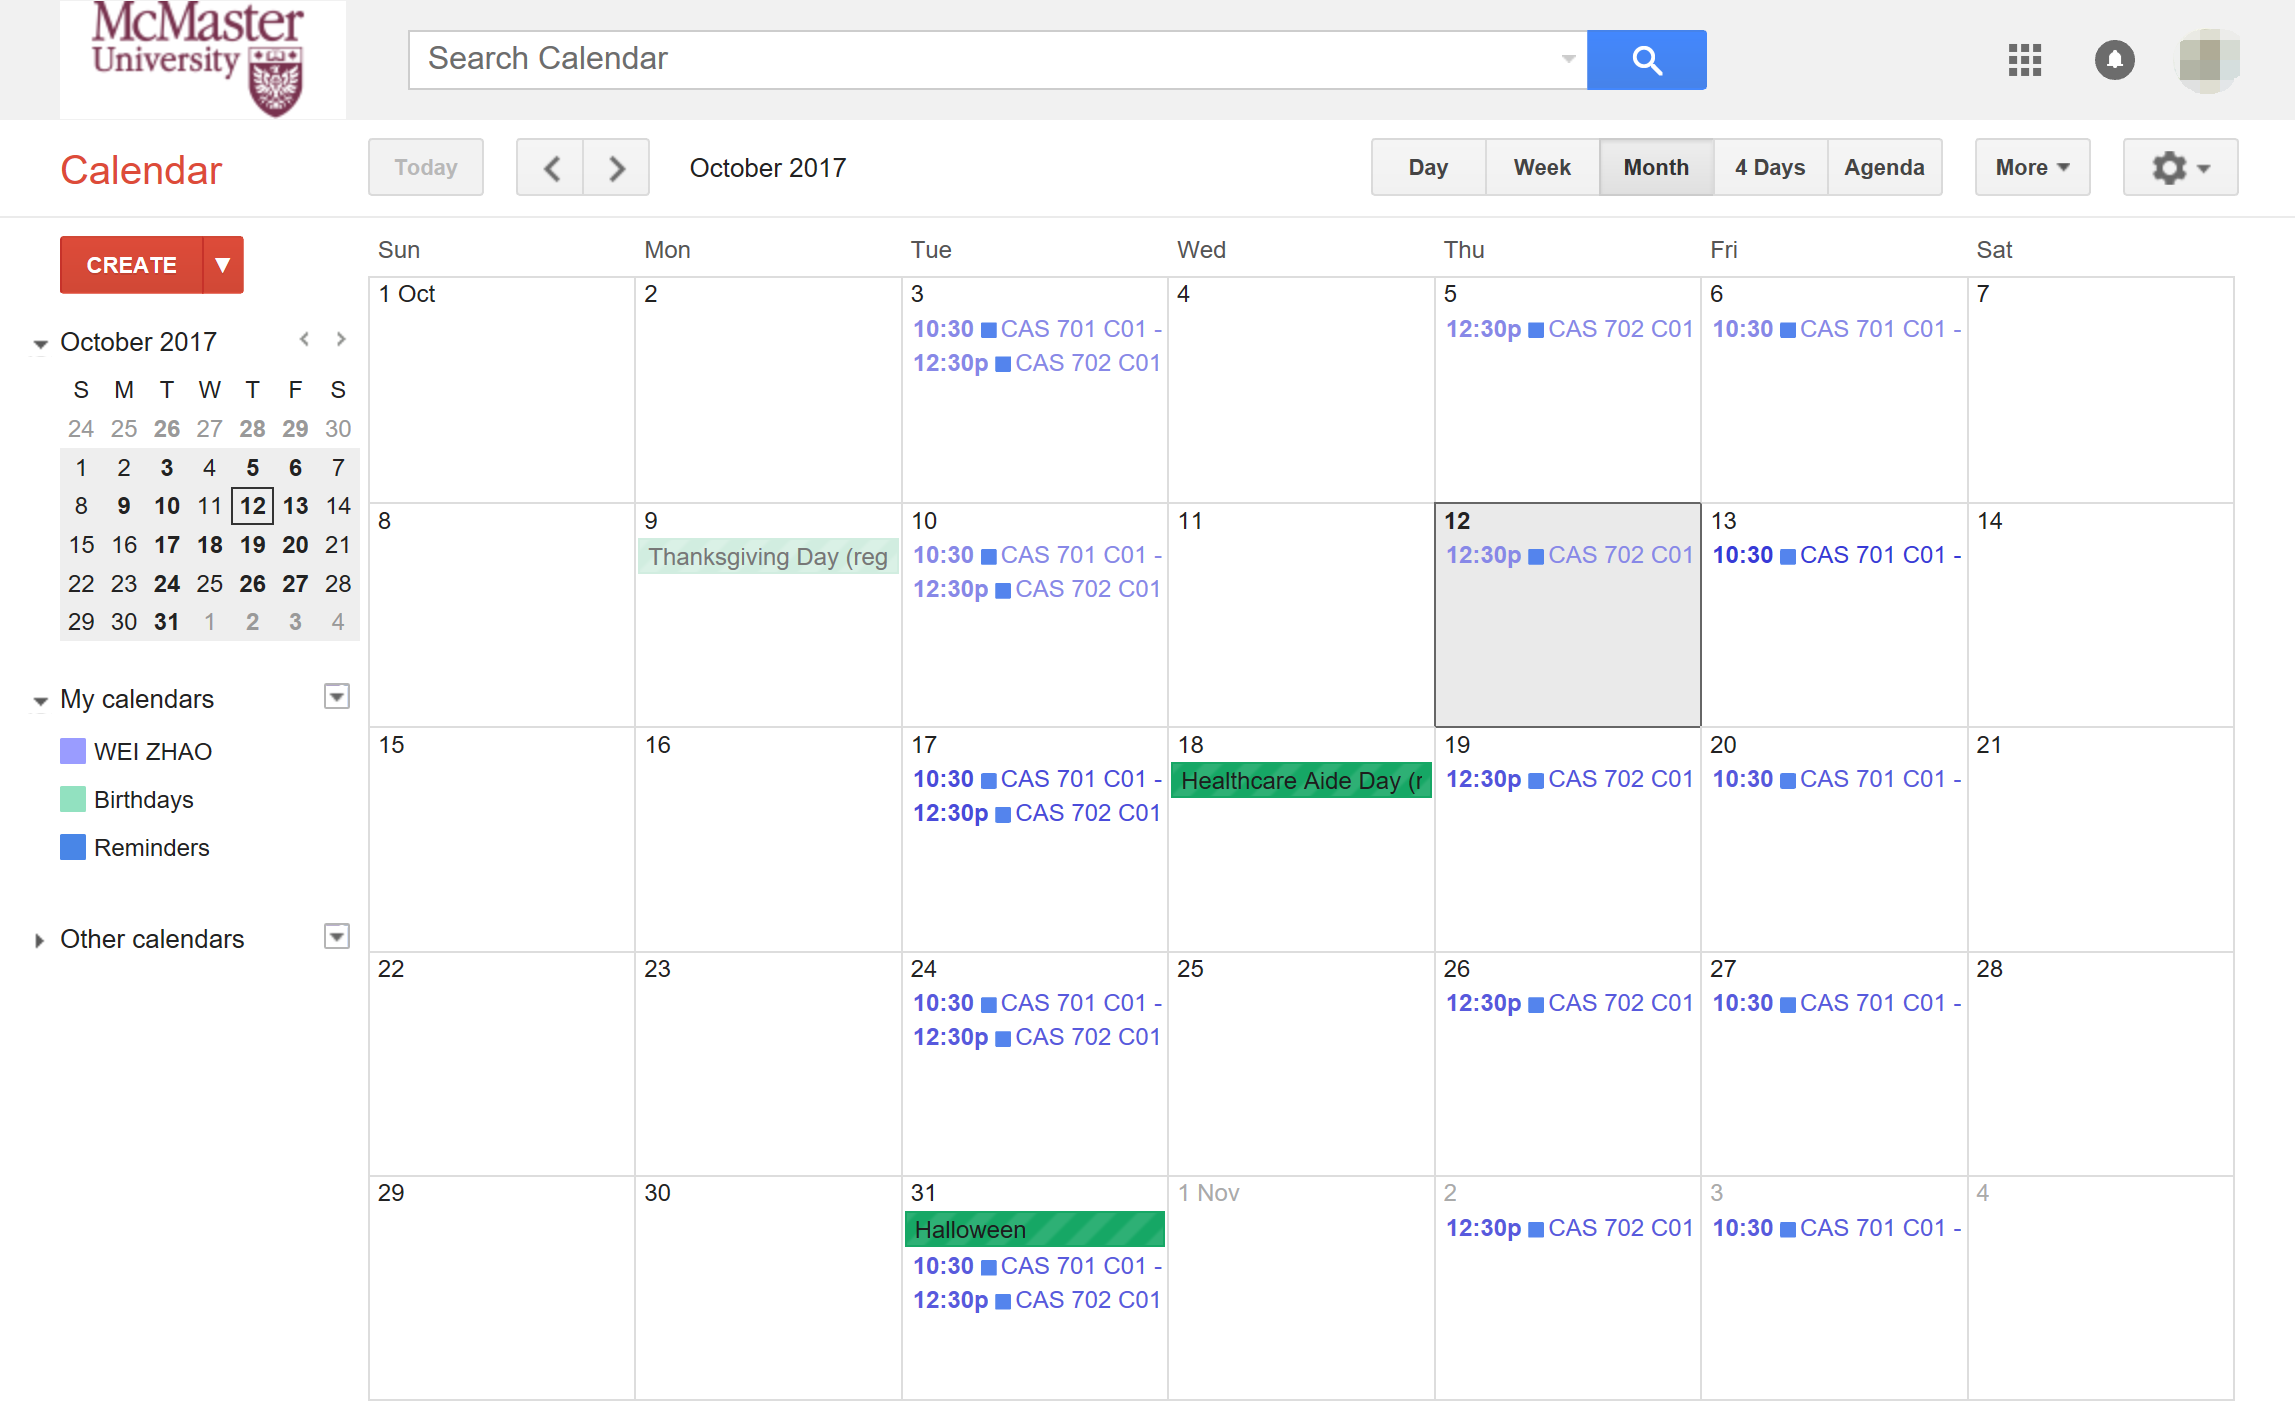 McMaster
University
Search Calendar
Calendar
Today
October 2017
Day Week Month 4 Days Agenda More
CREATE
October 2017
S M T W T F S
24 25 26 27 28 29 30
1 2 3 4 5 6 7
8 9 10 11 12 13 14
15 16 17 18 19 20 21
22 23 24 25 26 27 28
29 30 31 1 2 3 4
My calendars
WEI ZHAO
Birthdays
Reminders
Other calendars
Sun Mon Tue Wed Thu Fri Sat
1 Oct 2 3 4 5 6 7
10:30 CAS 701 C01 - 12:30p CAS 702 C01 10:30 CAS 701 C01 -
12:30p CAS 702 C01
8 9 10 11 12 13 14
Thanksgiving Day (reg 10:30 CAS 701 C01 - 12:30p CAS 702 C01 10:30 CAS 701 C01 -
12:30p CAS 702 C01
15 16 17 18 19 20 21
10:30 CAS 701 C01 - Healthcare Aide Day (r 12:30p CAS 702 C01 10:30 CAS 701 C01 -
12:30p CAS 702 C01
22 23 24 25 26 27 28
10:30 CAS 701 C01 - 12:30p CAS 702 C01 10:30 CAS 701 C01 -
12:30p CAS 702 C01
29 30 31 1 Nov 2 3 4
Halloween 12:30p CAS 702 C01 10:30 CAS 701 C01 -
10:30 CAS 701 C01 -
12:30p CAS 702 C01